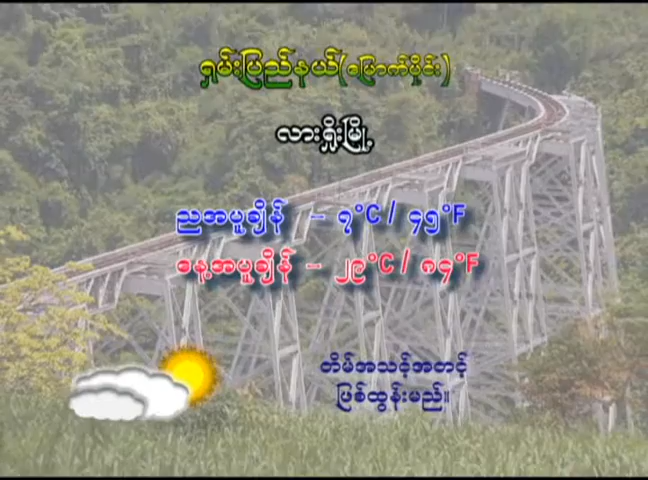 ရှမ်းပြည်နယ်(မြောက်ပိုင်း)
လားရှိုးမြို့
ညအပူချိန် - ၇°C / ၄၅°F
နေ့အပူချိန် - ၂၉°C / ၈၄°F
တိမ်အသင့်အတင့်
ဖြစ်ထွန်းမည်။